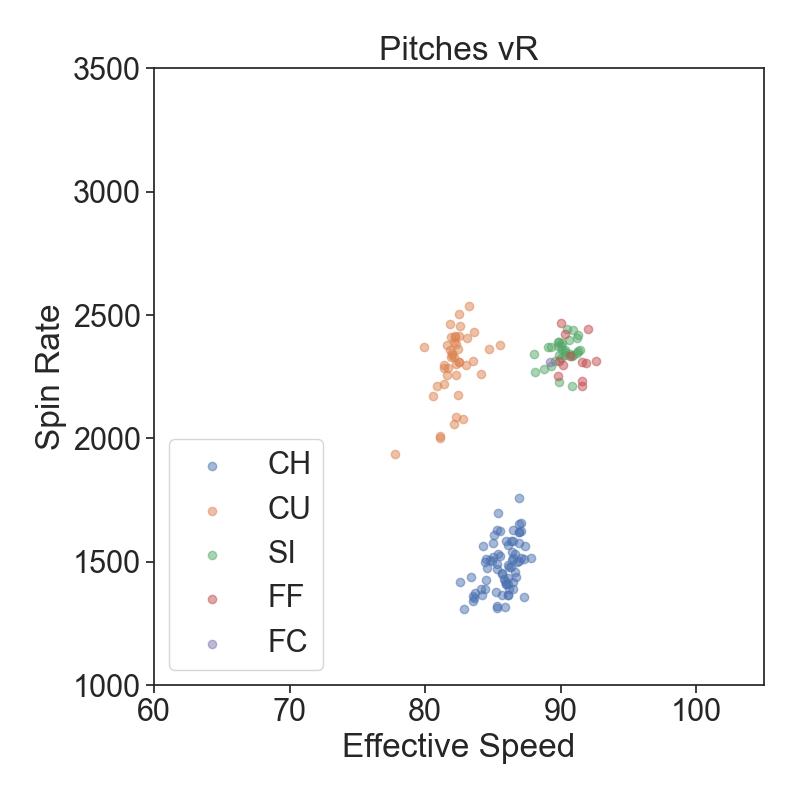 Pitches vR
3500
3000
2500
2000
1500
1000
Spin Rate
CH
CU
SI
FF
FC
60 70 80 90 100
Effective Speed